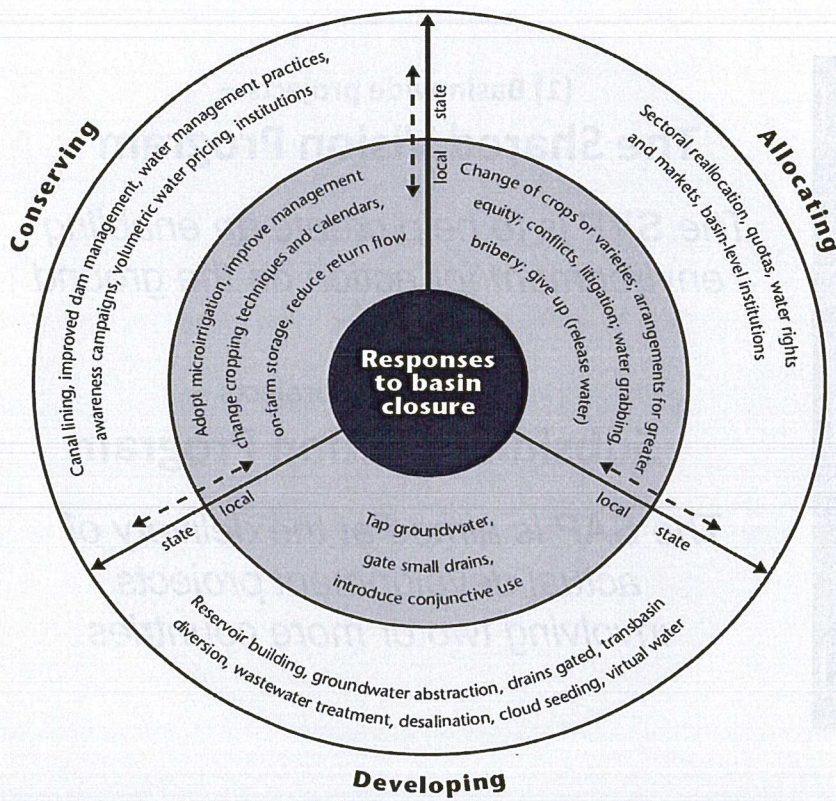 Responses
to basin
closure
Conserving
Canal lining, improved dam management, water management practices,
awareness campaigns, volumetric water pricing, institutions
Adopt microirrigation, improve management
change cropping techniques and calendars,
on-farm storage, reduce return flow
state
local
Allocating
Sectoral reallocation, quotas, water rights
and markets, basin-level institutions
Change of crops or varieties, arrangements for greater
equity; conflicts, litigation; water grabbing,
bribery; give up (release water)
local
state
Tap groundwater,
gate small drains,
introduce conjunctive use
Reservoir building, groundwater abstraction, drains gated, transbasin
diversion, wastewater treatment, desalination, cloud seeding, virtual water
local
state
Developing